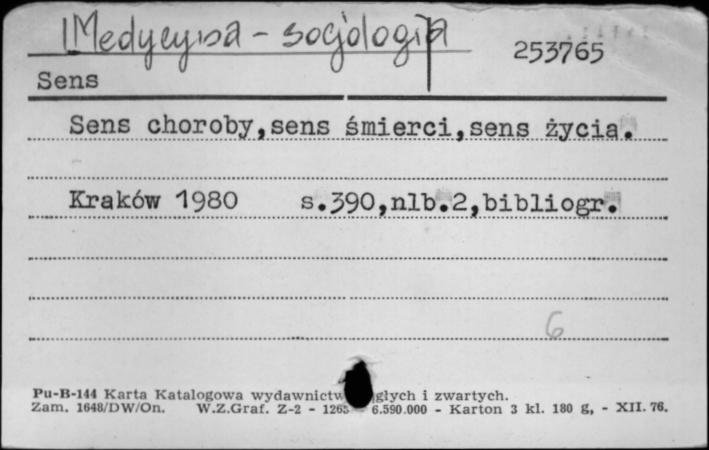 Medycyna - socjologia
253765
Sens
Sens choroby,sens śmierci,sens życia.
Kraków 1980 s.390,nlb.2,bibliogr.
6
Pu-B-144 Karta Katalogowa wydawnictw głych i zwartych.
Zam. 1648/DW/On. W.Z.Graf. Z-2 - 1265 6.590.000 - Karton 3 kl. 180 g, - XII. 76.